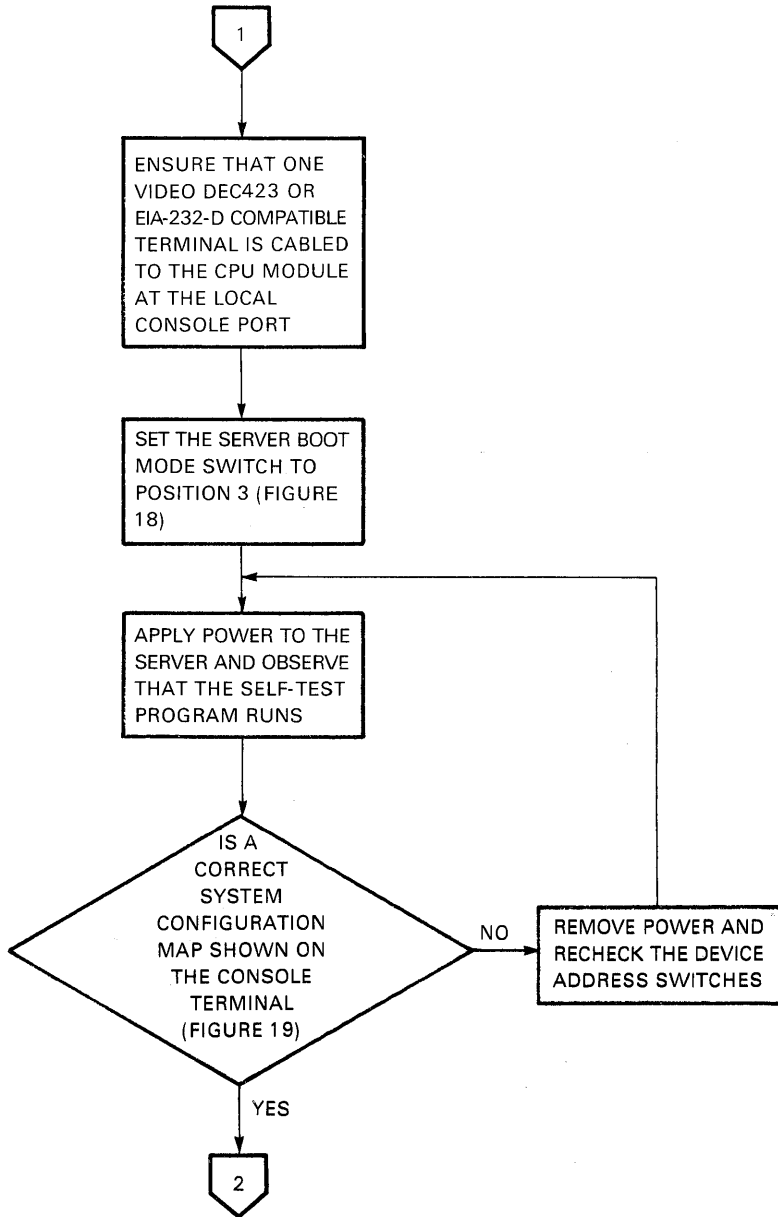 1
ENSURE THAT ONE
VIDEO DEC423 OR
EIA-232-D COMPATIBLE
TERMINAL IS CABLED
TO THE CPU MODULE
AT THE LOCAL
CONSOLE PORT
SET THE SERVER BOOT
MODE SWITCH TO
POSITION 3 (FIGURE
18)
APPLY POWER TO THE
SERVER AND OBSERVE
THAT THE SELF-TEST
PROGRAM RUNS
IS A
CORRECT
SYSTEM
CONFIGURATION
MAP SHOWN ON
THE CONSOLE
TERMINAL
(FIGURE 19)
NO
REMOVE POWER AND
RECHECK THE DEVICE
ADDRESS SWITCHES
YES
2